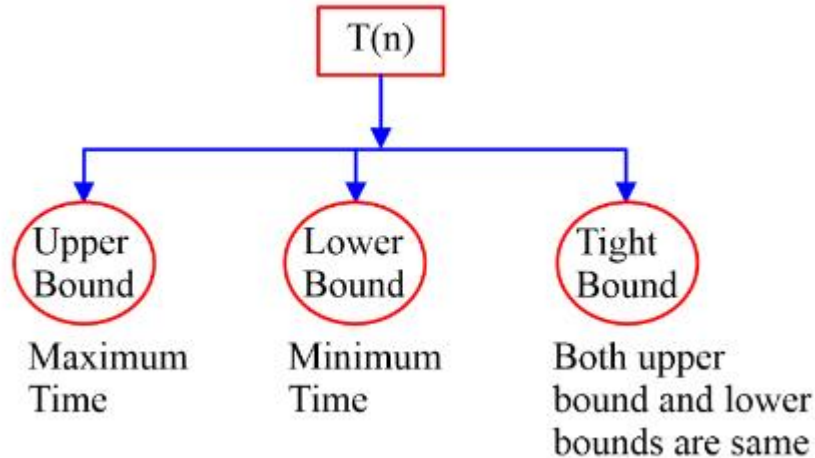 T(n)
Upper
Bound
Lower
Bound
Tight
Bound
Maximum
Time
Minimum
Time
Both upper
bound and lower
bounds are same